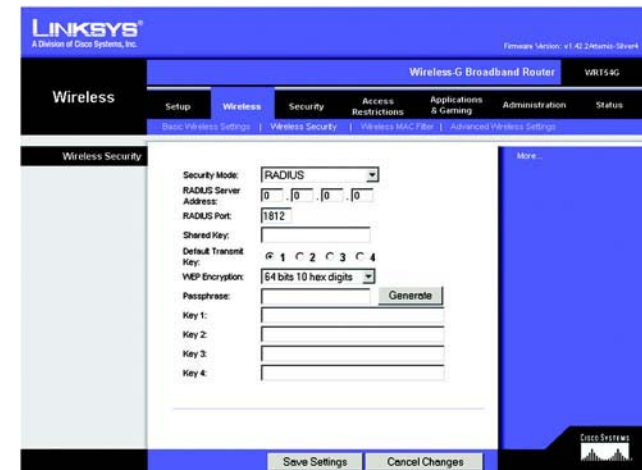 LINKSYS®
A Division of Cisco Systems, Inc.
Firmware Version: v1.42.2
Wireless-G Broadband Router WRT54G
Wireless
Setup Wireless Security Access Restrictions Applications & Gaming Administration Status
Basic Wireless Settings | Wireless Security | Wireless MAC Filter | Advanced Wireless Settings
Wireless Security
More...
Security Mode: RADIUS
RADIUS Server Address: 0 . 0 . 0 . 0
RADIUS Port: 1812
Shared Key:
Default Transmit Key: 1 2 3 4
WEP Encryption: 64 bits 10 hex digits
Passphrase: Generate
Key 1:
Key 2:
Key 3:
Key 4:
Save Settings Cancel Changes
CISCO SYSTEMS